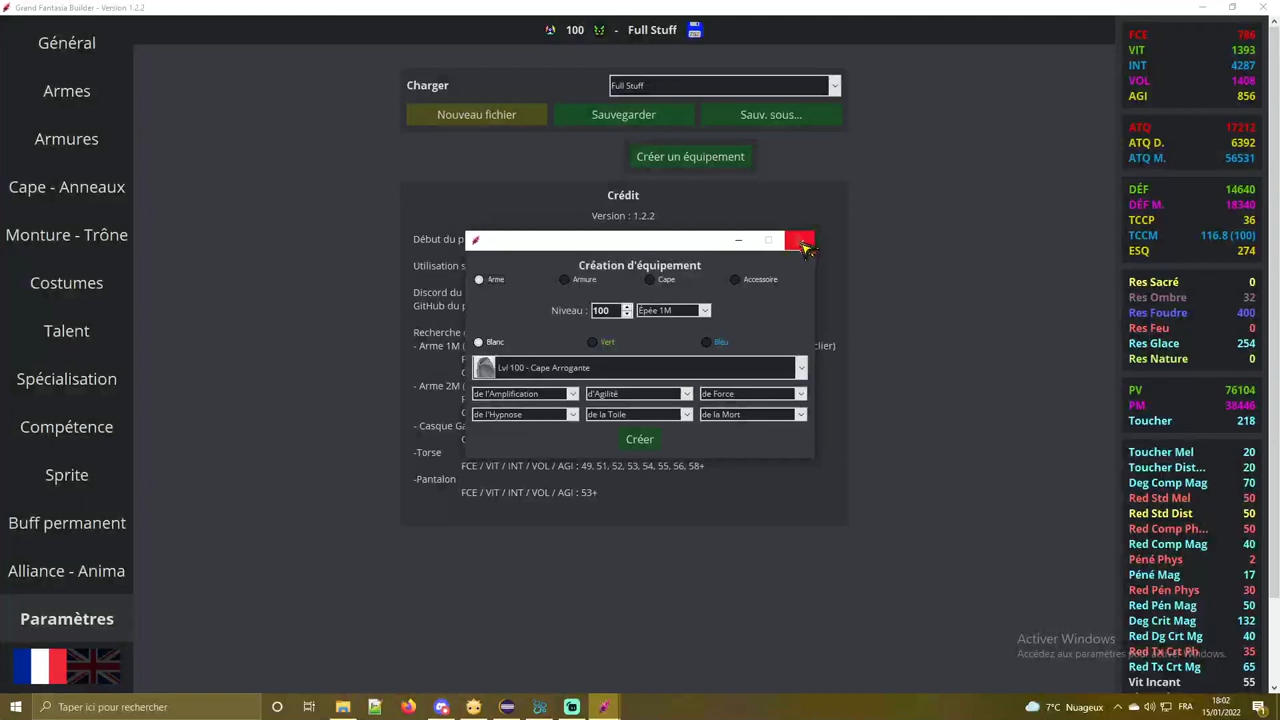 Grand Fantasia Builder - Version 1.2.2
100 - Full Stuff
Général
Armes
Armures
Cape - Anneaux
Monture - Trône
Costumes
Talent
Spécialisation
Compétence
Sprite
Buff permanent
Alliance - Anima
Paramètres
Charger
Full Stuff
Nouveau fichier
Sauvegarder
Sauv. sous...
Créer un équipement
Crédit
Version : 1.2.2
Début du p
Utilisation s
Discord du
GitHub du p
Recherche
- Arme 1M (
lier)
F
- Arme 2M (
- Casque Ga
-Torse
FCE / VIT / INT / VOL / AGI : 49, 51, 52, 53, 54, 55, 56, 58+
-Pantalon
FCE / VIT / INT / VOL / AGI : 53+
Création d'équipement
Arme
Armure
Cape
Accessoire
Niveau : 100
Épée 1M
Blanc
Vert
Bleu
Lvl 100 - Cape Arrogante
de l'Amplification
d'Agilité
de Force
de l'Hypnose
de la Toile
de la Mort
Créer
FCE 786
VIT 1393
INT 4287
VOL 1408
AGI 856
ATQ 17212
ATQ D. 6392
ATQ M. 56531
DÉF 14640
DÉF M. 18340
TCCP 36
TCCM 116.8 (100)
ESQ 274
Res Sacré 0
Res Ombre 32
Res Foudre 400
Res Feu 0
Res Glace 254
Res Nature 0
PV 76104
PM 38446
Toucher 218
Toucher Mel 20
Toucher Dist... 20
Deg Comp Mag 70
Red Std Mel 50
Red Std Dist 50
Red Comp Ph... 50
Red Comp Mag 40
Péné Phys 2
Péné Mag 17
Red Pén Phys 30
Red Pén Mag 50
Deg Crit Mag 132
Red Dg Crt Mg 40
Red Tx Crt Ph 35
Red Tx Crt Mg 65
Vit Incant 55
Activer Windows
Accédez aux paramètres pour activer Windows.
Taper ici pour rechercher
7°C Nuageux
FRA
18:02
15/01/2022